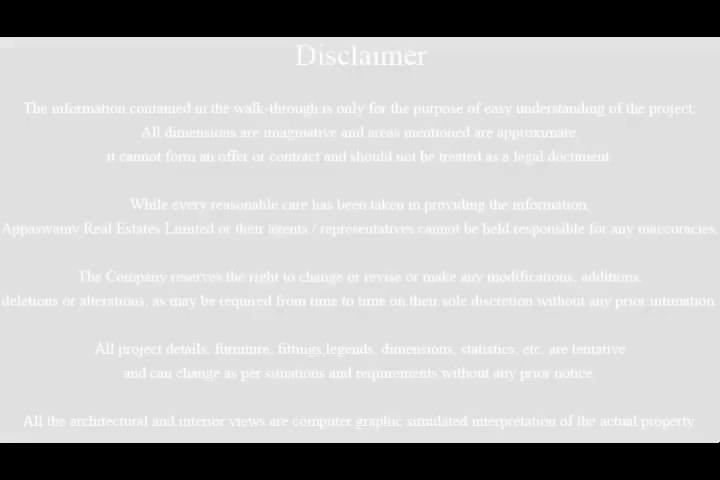 Disclaimer
The information contained in the walk-through is only for the purpose of easy understanding of the project;
All dimensions are imaginative and areas mentioned are approximate,
it cannot form an offer or contract and should not be treated as a legal document
While every reasonable care has been taken in providing the information,
Appaswamy Real Estates Limited or their agents / representatives cannot be held responsible for any inaccuracies.
The Company reserves the right to change or revise or make any modifications, additions,
deletions or alterations, as may be required from time to time on their sole discretion without any prior intimation
All project details, furniture, fittings,legends, dimensions, statistics, etc. are tentative
and can change as per situations and requirements without any prior notice
All the architectural and interior views are computer graphic simulated interpretation of the actual property